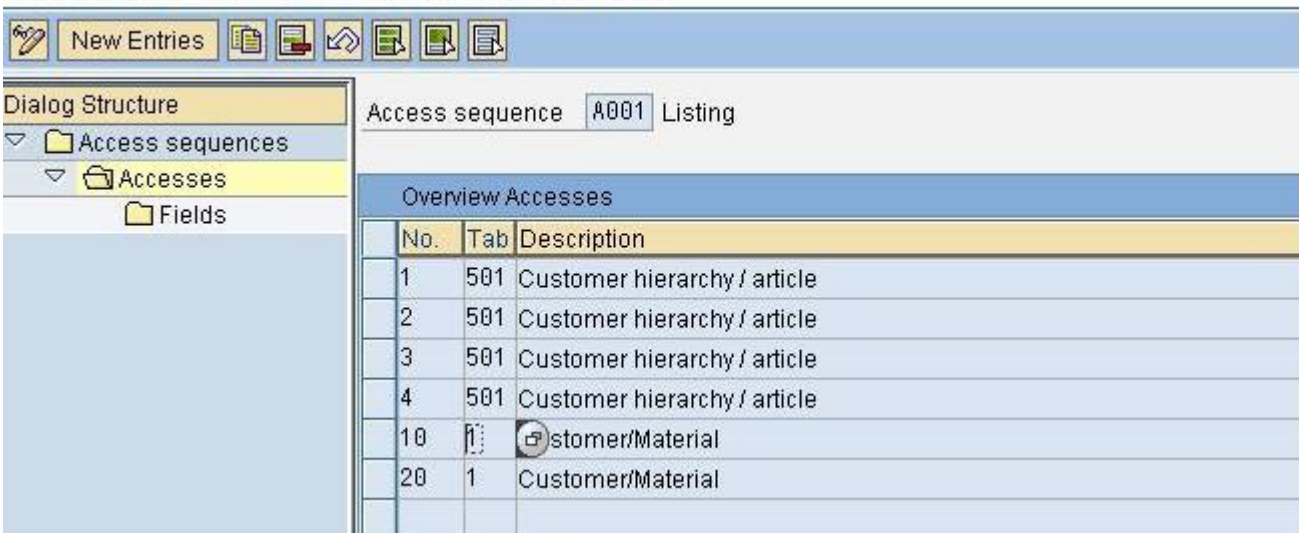 New Entries
Dialog Structure
Access sequences
Accesses
Fields
Access sequence A001 Listing
Overview Accesses
No. Tab Description
1 501 Customer hierarchy / article
2 501 Customer hierarchy / article
3 501 Customer hierarchy / article
4 501 Customer hierarchy / article
10 1 stomer/Material
20 1 Customer/Material